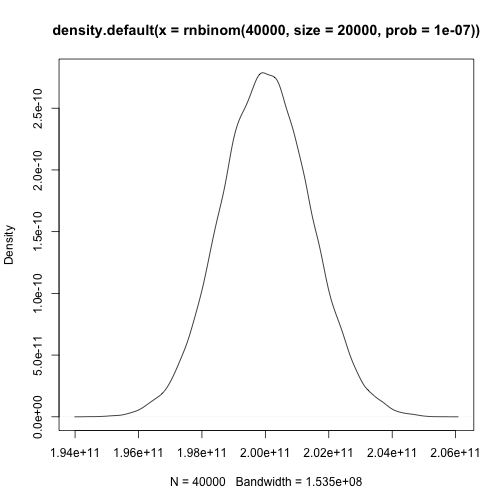 density.default(x = rnbinom(40000, size = 20000, prob = 1e-07))
Density
2.5e-10
2.0e-10
1.5e-10
1.0e-10
5.0e-11
0.0e+00
1.94e+11 1.96e+11 1.98e+11 2.00e+11 2.02e+11 2.04e+11 2.06e+11
N = 40000 Bandwidth = 1.535e+08